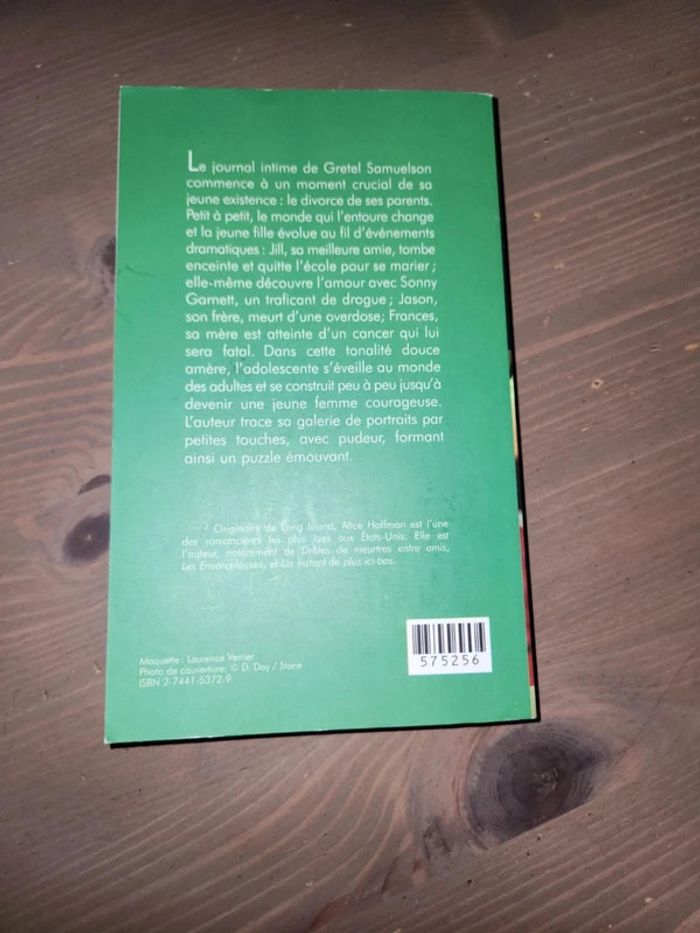 Le journal intime de Gretel Samuelson
commence à un moment crucial de sa
jeune existence : le divorce de ses parents.
Petit à petit, le monde qui l'entoure change
et la jeune fille évolue au fil d'événements
dramatiques : Jill, sa meilleure amie, tombe
enceinte et quitte l'école pour se marier ;
elle-même découvre l'amour avec Sonny
Garnett, un traficant de drogue ; Jason,
son frère, meurt d'une overdose; Frances,
sa mère est atteinte d'un cancer qui lui
sera fatal. Dans cette tonalité douce
amère, l'adolescente s'éveille au monde
des adultes et se construit peu à peu jusqu'à
devenir une jeune femme courageuse.
L'auteur trace sa galerie de portraits par
petites touches, avec pudeur, formant
ainsi un puzzle émouvant.
Originaire de Long Island, Alice Hoffman est l'une
des romancières les plus lues aux États-Unis. Elle est
l'auteur, notamment de Drôles de meurtres entre amis,
Les Ensorceleuses, et Un instant de plus ici-bas.
575256
Maquette : Laurence Verrier
Photo de couverture: © D. Day / Stone
ISBN 2-7441-5372-9